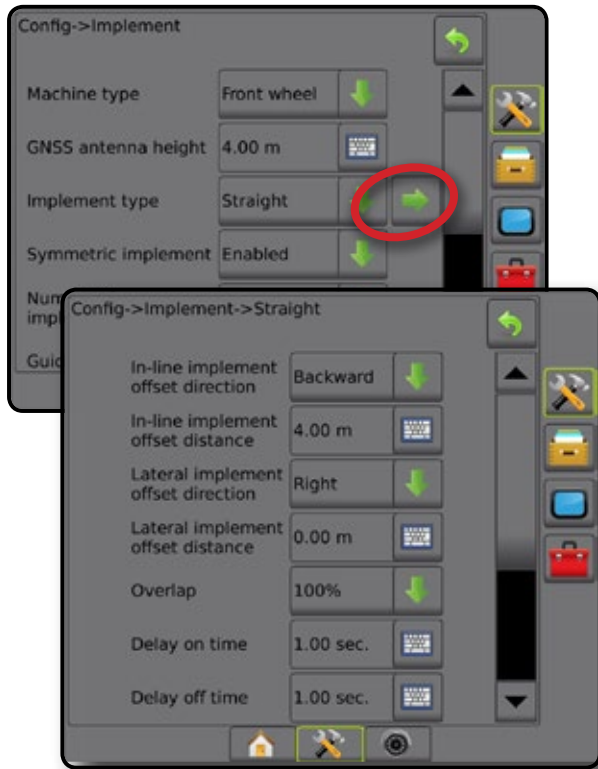 Config->Implement
Machine type Front wheel
GNSS antenna height 4.00 m
Implement type Straight
Symmetric implement Enabled
Config->Implement->Straight
In-line implement
offset direction
Backward
In-line implement
offset distance
4.00 m
Lateral implement
offset direction
Right
Lateral implement
offset distance
0.00 m
Overlap 100%
Delay on time 1.00 sec.
Delay off time 1.00 sec.